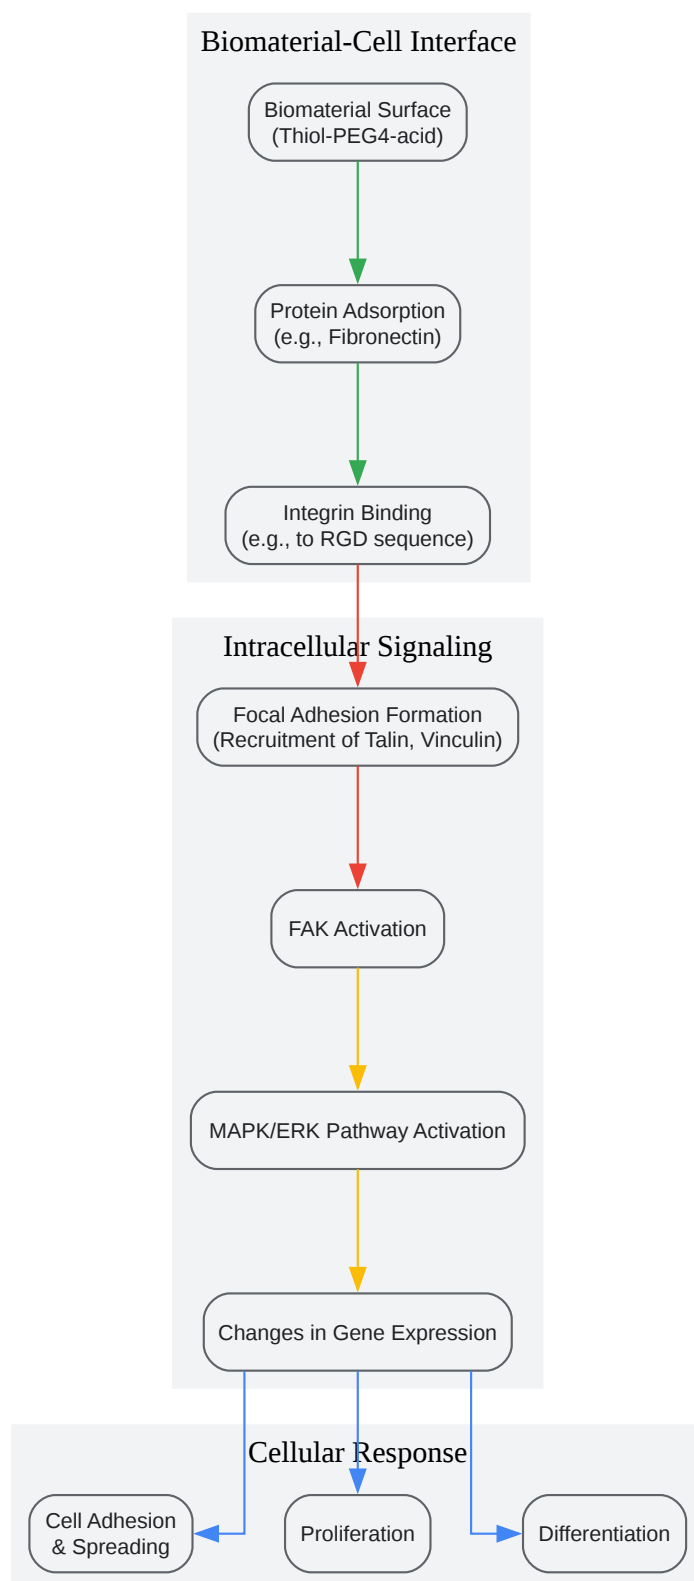 Biomaterial-Cell Interface
Biomaterial Surface
(Thiol-PEG4-acid)
Protein Adsorption
(e.g., Fibronectin)
Integrin Binding
(e.g., to RGD sequence)
Intracellular Signaling
Focal Adhesion Formation
(Recruitment of Talin, Vinculin)
FAK Activation
MAPK/ERK Pathway Activation
Changes in Gene Expression
Cellular Response
Cell Adhesion
& Spreading
Proliferation
Differentiation